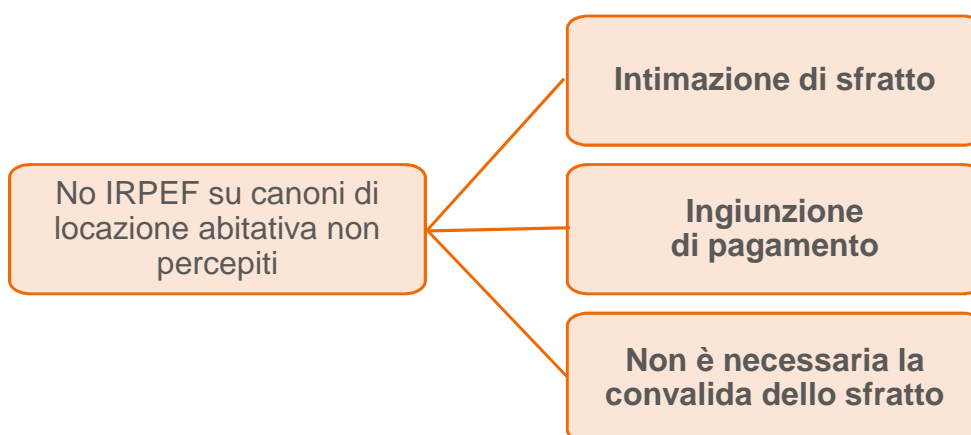 Intimazione di sfratto
No IRPEF su canoni di
locazione abitativa non
percepiti
Ingiunzione
di pagamento
Non è necessaria la
convalida dello sfratto